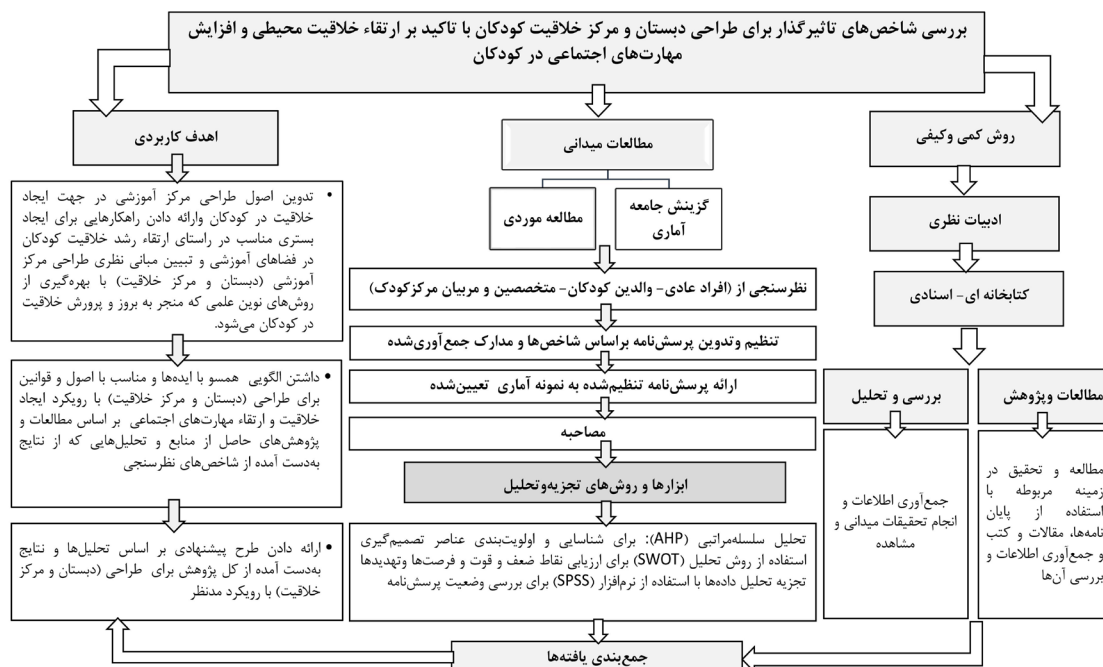 بررسی شاخص‌های تاثیرگذار برای طراحی دبستان و مرکز خلاقیت کودکان با تاکید بر ارتقاء خلاقیت محیطی و افزایش
مهارت‌های اجتماعی در کودکان
روش کمی وکیفی
ادبیات نظری
کتابخانه ای- اسنادی
مطالعات وپژوهش
مطالعه و تحقیق در
زمینه مربوطه با
استفاده از پایان
نامه‌ها، مقالات و کتب
و جمع‌آوری اطلاعات و
بررسی آن‌ها
بررسی و تحلیل
جمع‌آوری اطلاعات و
انجام تحقیقات میدانی و
مشاهده
مطالعات میدانی
گزینش جامعه
آماری
مطالعه موردی
نظرسنجی از (افراد عادی- والدین کودکان- متخصصین و مربیان مرکزکودک)
تنظیم وتدوین پرسش‌نامه براساس شاخص‌ها و مدارک جمع‌آوری‌شده
ارائه پرسش‌نامه تنظیم‌شده به نمونه آماری تعیین‌شده
مصاحبه
ابزارها و روش‌های تجزیه‌وتحلیل
تحلیل سلسله‌مراتبی (AHP): برای شناسایی و اولویت‌بندی عناصر تصمیم‌گیری
استفاده از روش تحلیل (SWOT) برای ارزیابی نقاط ضعف و قوت و فرصت‌ها وتهدیدها
تجزیه تحلیل داده‌ها با استفاده از نرم‌افزار (SPSS) برای بررسی وضعیت پرسش‌نامه
اهدف کاربردی
• تدوین اصول طراحی مرکز آموزشی در جهت ایجاد
خلاقیت در کودکان وارائه دادن راهکارهایی برای ایجاد
بستری مناسب در راستای ارتقاء رشد خلاقیت کودکان
در فضاهای آموزشی و تبیین مبانی نظری طراحی مرکز
آموزشی (دبستان و مرکز خلاقیت) با بهره‌گیری از
روش‌های نوین علمی که منجر به بروز و پرورش خلاقیت
در کودکان می‌شود.
• داشتن الگویی همسو با ایده‌ها و مناسب با اصول و قوانین
برای طراحی (دبستان و مرکز خلاقیت) با رویکرد ایجاد
خلاقیت و ارتقاء مهارت‌های اجتماعی بر اساس مطالعات و
پژوهش‌های حاصل از منابع و تحلیل‌هایی که از نتایج
به‌دست آمده از شاخص‌های نظرسنجی
• ارائه دادن طرح پیشنهادی بر اساس تحلیل‌ها و نتایج
به‌دست آمده از کل پژوهش برای طراحی (دبستان و مرکز
خلاقیت) با رویکرد مدنظر
جمع‌بندی یافته‌ها